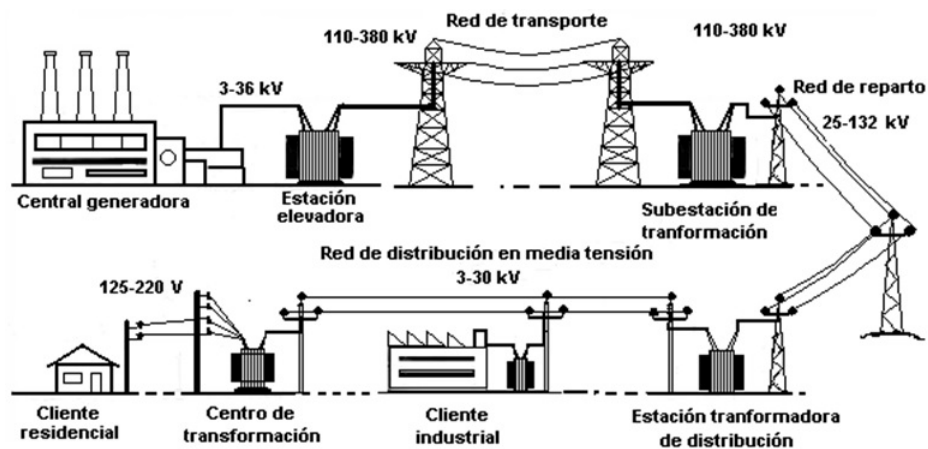 Red de transporte
110-380 kV
110-380 kV
3-36 kV
Red de reparto
25-132 kV
Central generadora
Estación
elevadora
Subestación de
tranformación
Red de distribución en media tensión
3-30 kV
125-220 V
Cliente
residencial
Centro de
transformación
Cliente
industrial
Estación tranformadora
de distribución